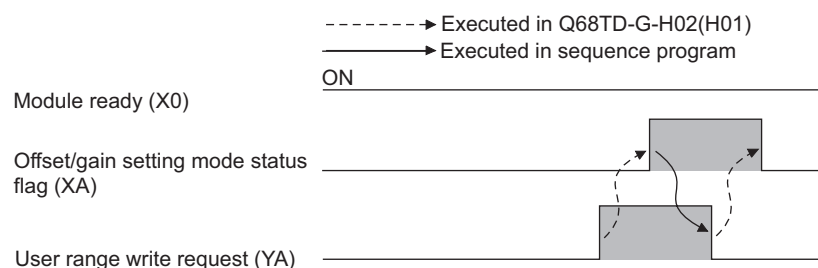 Executed in Q68TD-G-H02(H01)
Executed in sequence program
ON
Module ready (X0)
Offset/gain setting mode status
flag (XA)
User range write request (YA)